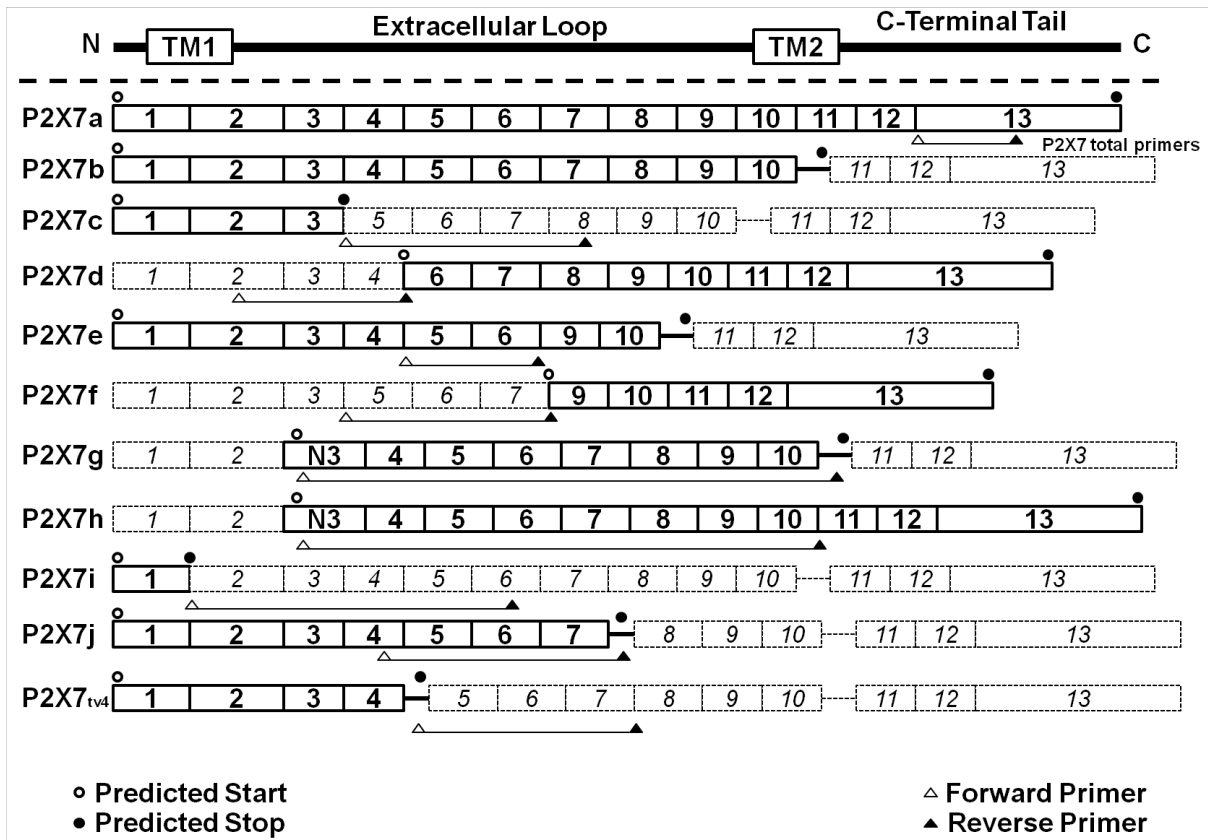 N TM1 Extracellular Loop TM2 C-Terminal Tail C
P2X7a 1 2 3 4 5 6 7 8 9 10 11 12 13
P2X7 total primers
P2X7b 1 2 3 4 5 6 7 8 9 10 11 12 13
P2X7c 1 2 3 5 6 7 8 9 10 11 12 13
P2X7d 1 2 3 4 6 7 8 9 10 11 12 13
P2X7e 1 2 3 4 5 6 9 10 11 12 13
P2X7f 1 2 3 5 6 7 9 10 11 12 13
P2X7g 1 2 N3 4 5 6 7 8 9 10 11 12 13
P2X7h 1 2 N3 4 5 6 7 8 9 10 11 12 13
P2X7i 1 2 3 4 5 6 7 8 9 10 11 12 13
P2X7j 1 2 3 4 5 6 7 8 9 10 11 12 13
P2X7tv4 1 2 3 4 5 6 7 8 9 10 11 12 13
Predicted Start
Predicted Stop
Forward Primer
Reverse Primer